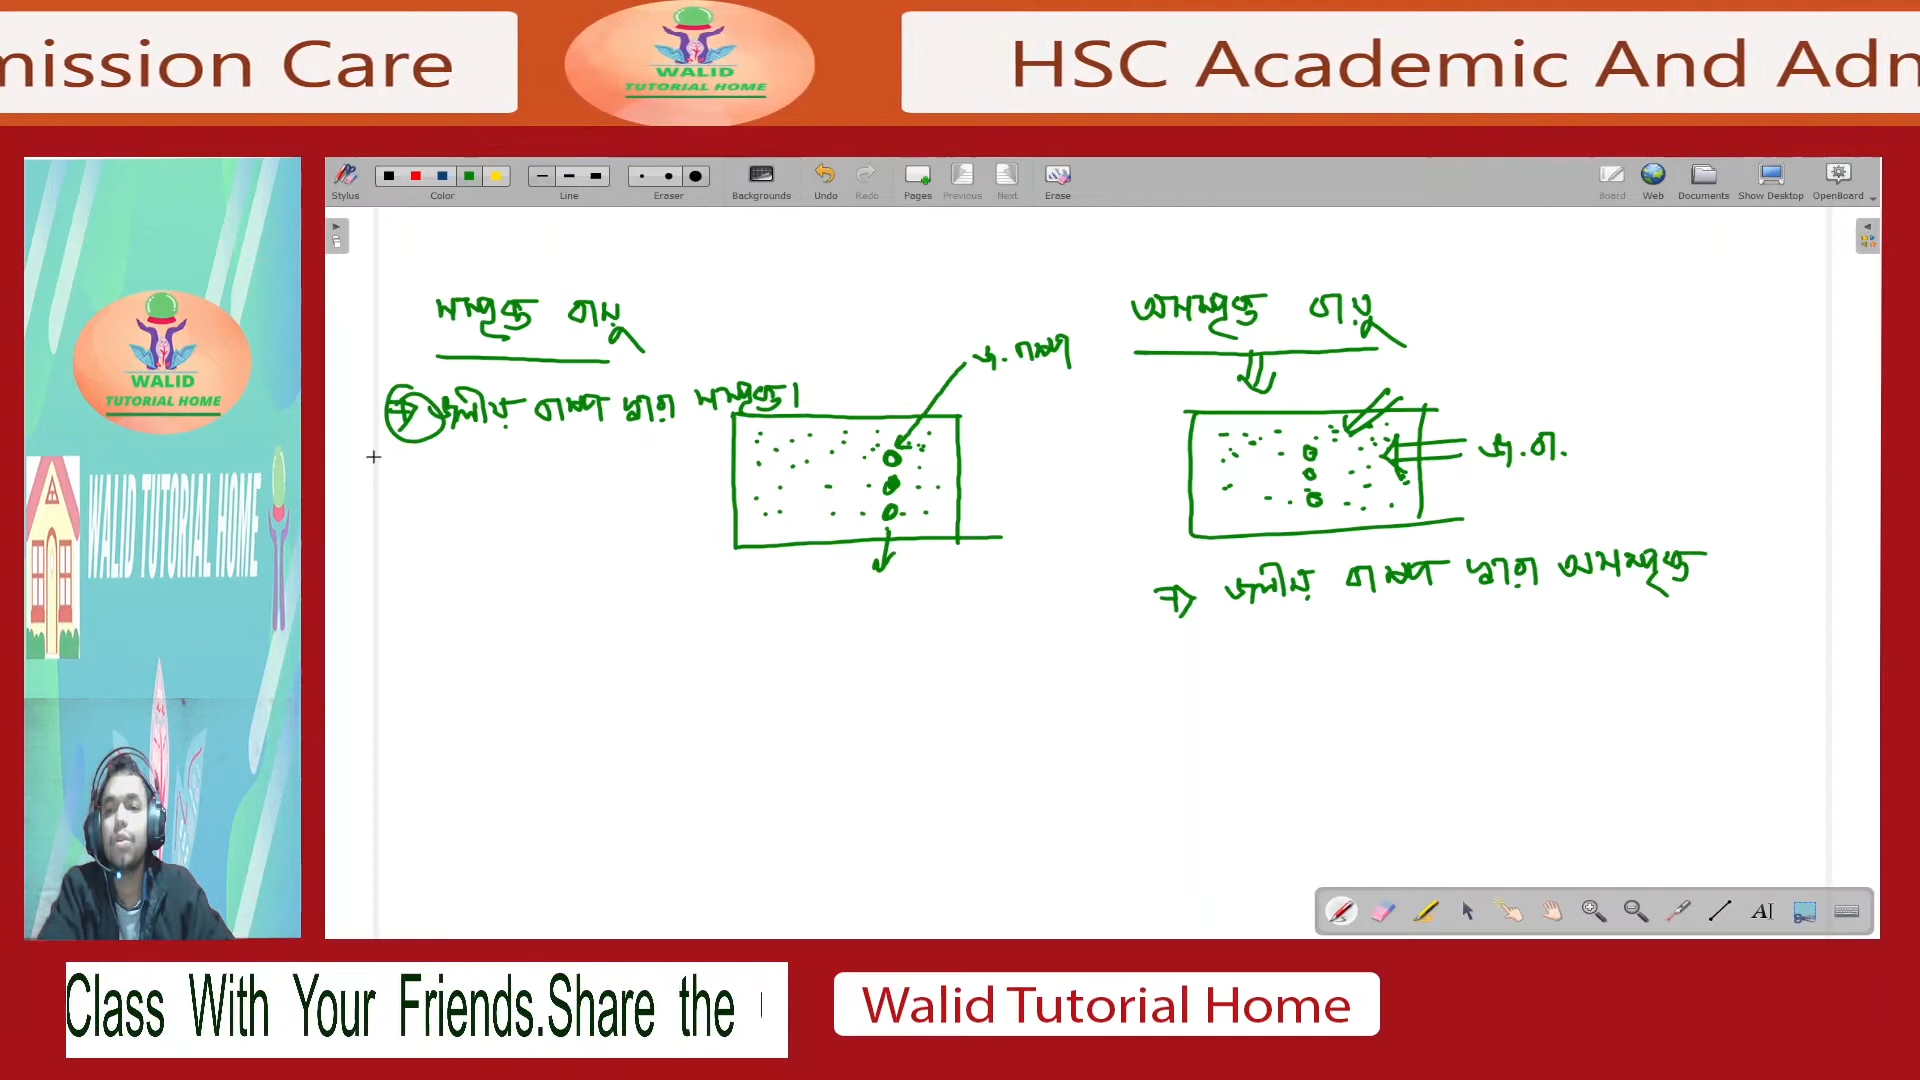 mission Care
WALID
TUTORIAL HOME
HSC Academic And Adm
Stylus
Color
Line
Eraser
Backgrounds
Undo
Redo
Pages
Previous
Next
Erase
Board
Web
Documents
Show Desktop
OpenBoard
সম্পৃক্ত বায়ু
⇒ জলীয় বাষ্প দ্বারা সম্পৃক্ত।
জ. বাষ্প
অসম্পৃক্ত বায়ু
জ. বা.
⇒ জলীয় বাষ্প দ্বারা অসম্পৃক্ত
WALID
TUTORIAL HOME
WALID TUTORIAL HOME
AI
Class With Your Friends.Share the
Walid Tutorial Home